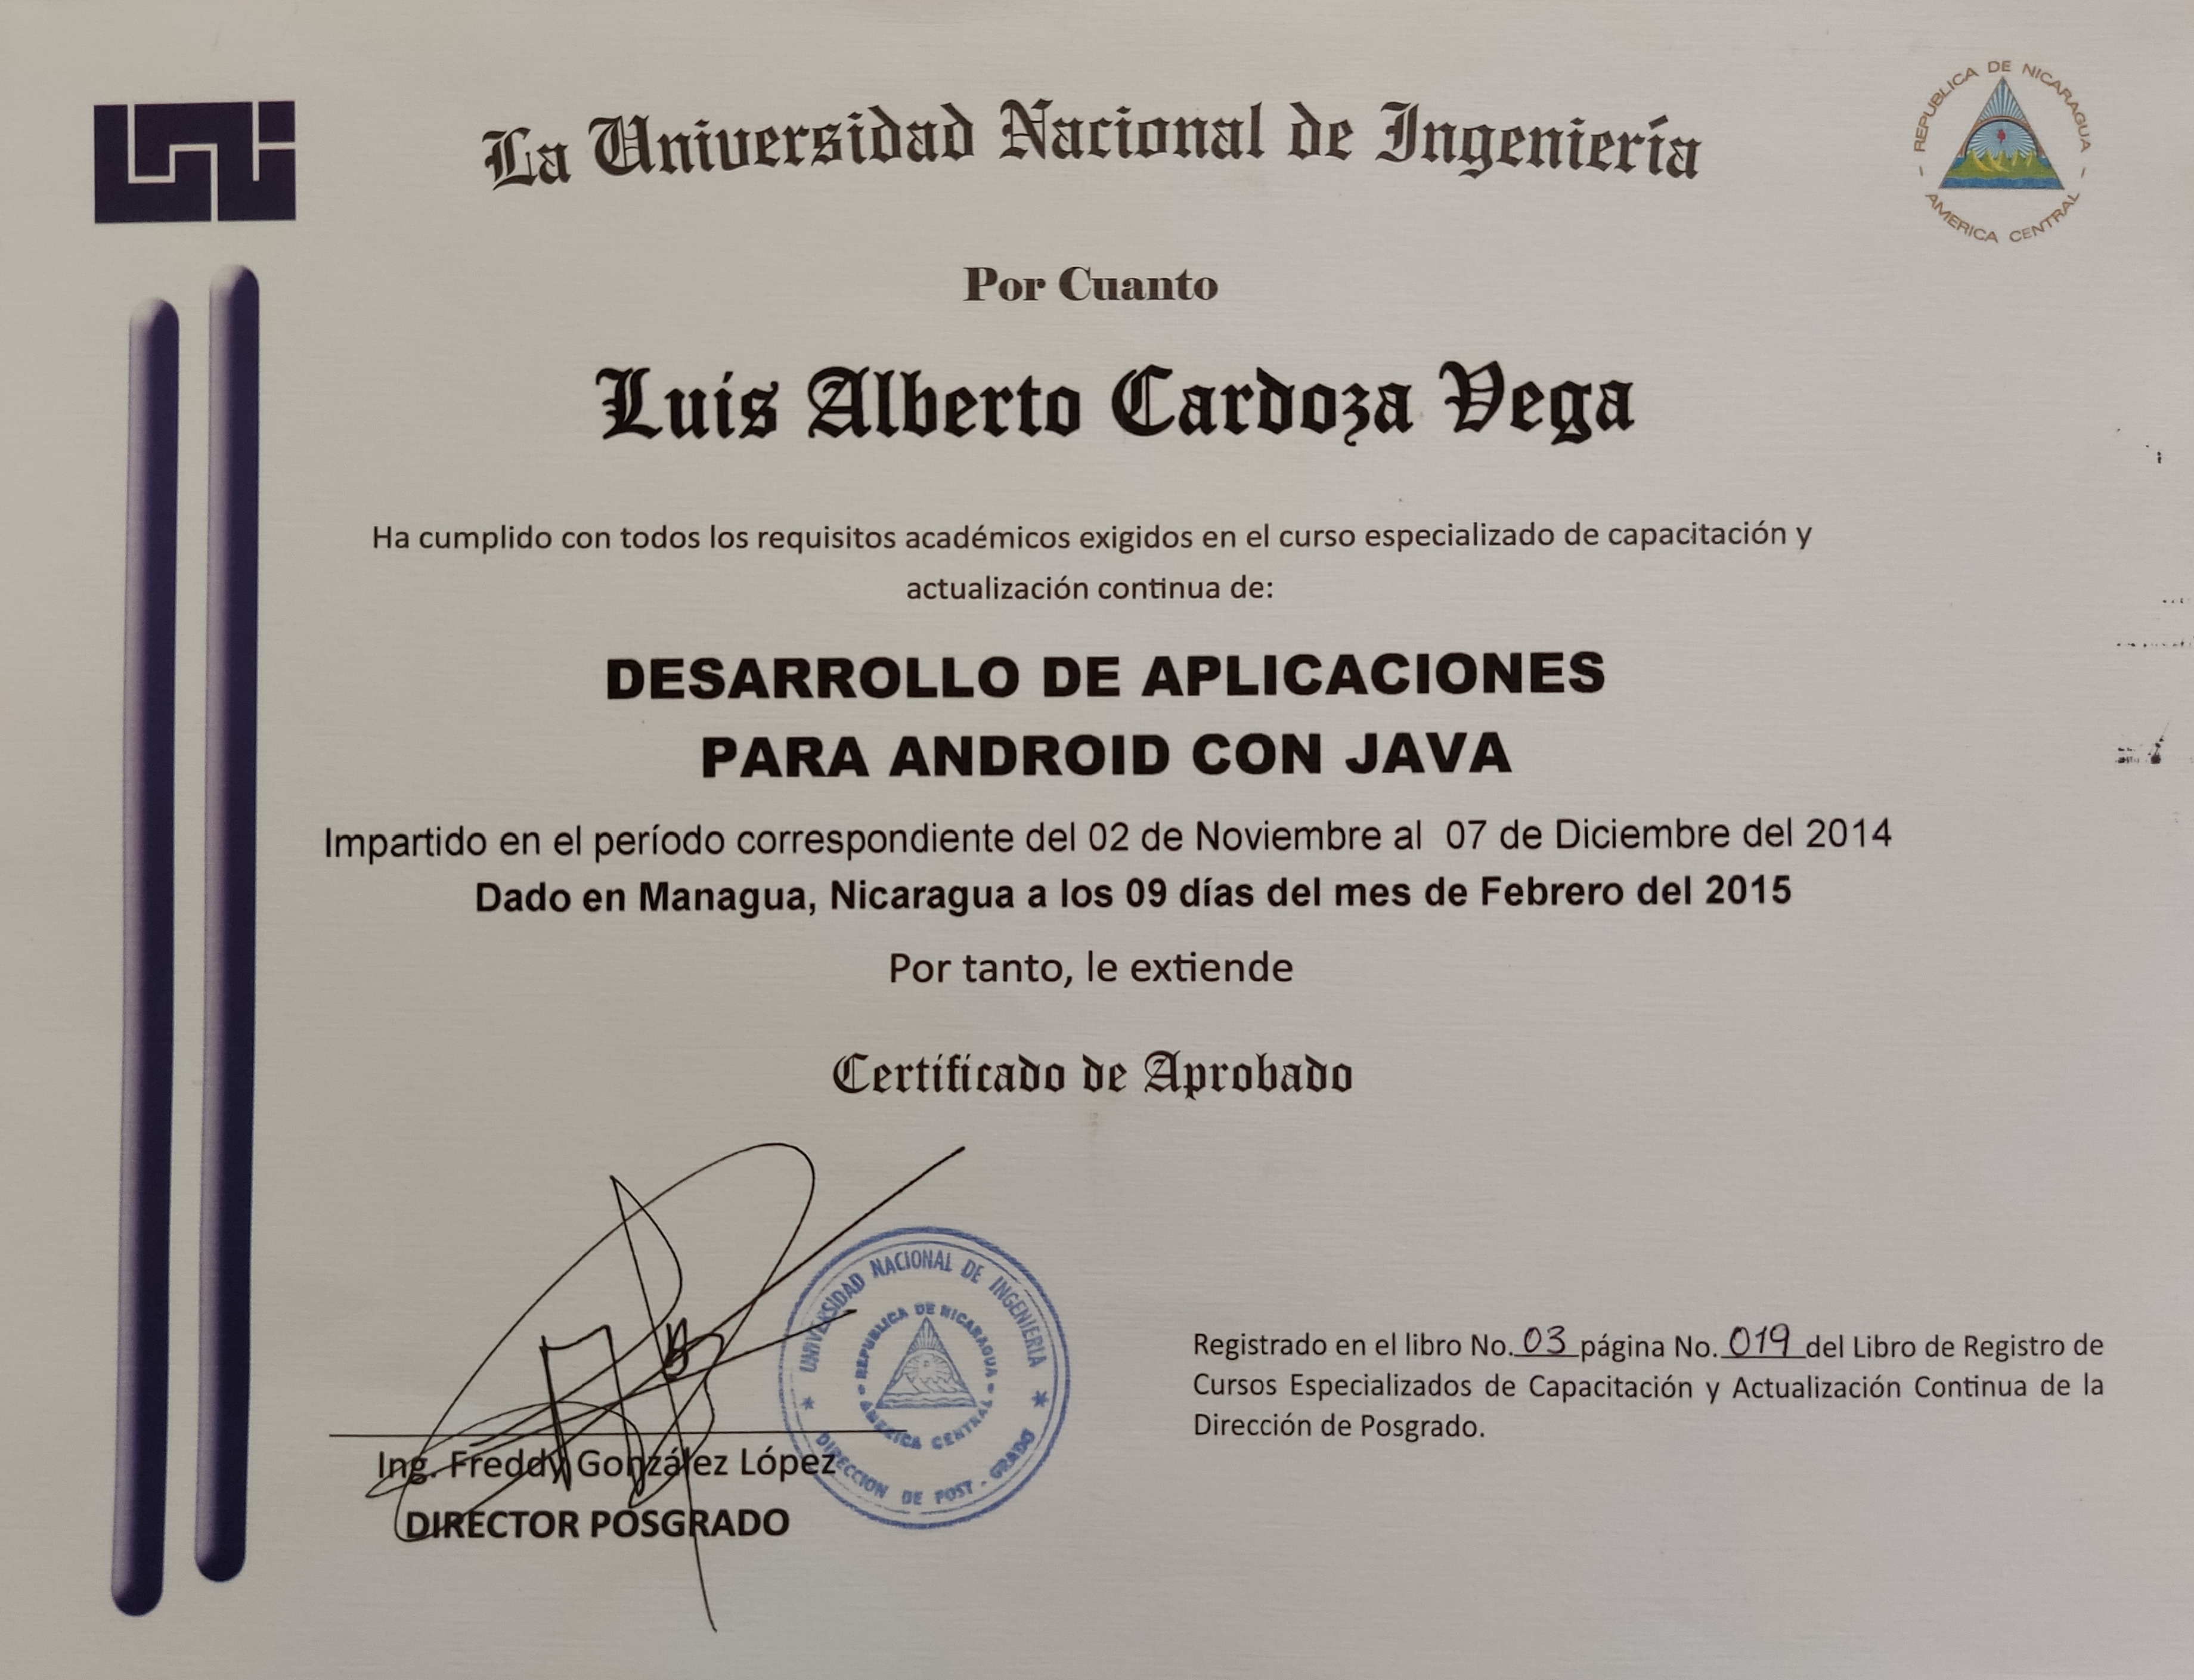 uni
La Universidad Nacional de Ingeniería
REPUBLICA DE NICARAGUA - AMERICA CENTRAL -
Por Cuanto
Luis Alberto Cardoza Vega
Ha cumplido con todos los requisitos académicos exigidos en el curso especializado de capacitación y
actualización continua de:
DESARROLLO DE APLICACIONES
PARA ANDROID CON JAVA
Impartido en el período correspondiente del 02 de Noviembre al 07 de Diciembre del 2014
Dado en Managua, Nicaragua a los 09 días del mes de Febrero del 2015
Por tanto, le extiende
Certificado de Aprobado
UNIVERSIDAD NACIONAL DE INGENIERIA
REPUBLICA DE NICARAGUA
AMERICA CENTRAL
DIRECCION DE POST-GRADO
Ing. Freddy González López
DIRECTOR POSGRADO
Registrado en el libro No. 03 página No. 019 del Libro de Registro de
Cursos Especializados de Capacitación y Actualización Continua de la
Dirección de Posgrado.